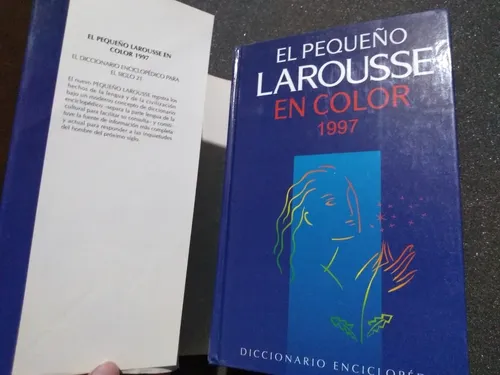 EL PEQUEÑO LAROUSSE EN
COLOR 1997
EL DICCIONARIO ENCICLOPÉDICO PARA
EL SIGLO 21
El nuevo PEQUEÑO LAROUSSE registra los
hechos de la lengua y de la civilización
bajo un moderno concepto de diccionario
enciclopédico: separa la parte lengua de la
cultural para facilitar su consulta— y consti-
tuye la fuente de información más completa
y actual para responder a las inquietudes
del hombre del próximo siglo.
EL PEQUEÑO
LAROUSSE
EN COLOR
1997
DICCIONARIO ENCICLOPÉD